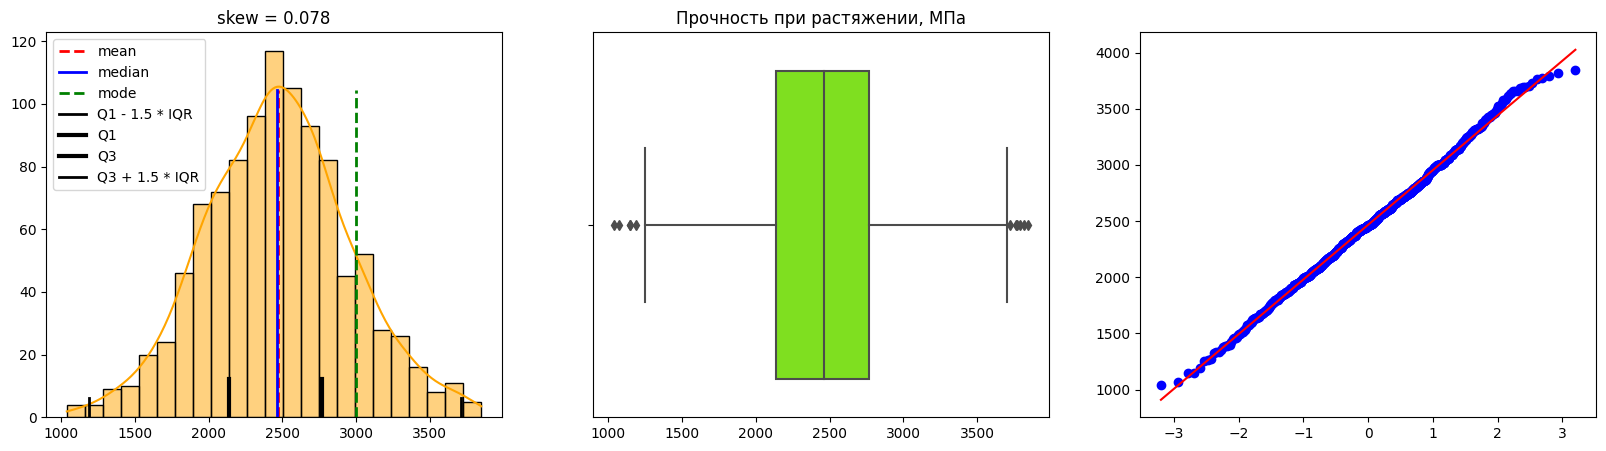 skew = 0.078
mean
median
mode
Q1 - 1.5 * IQR
Q1
Q3
Q3 + 1.5 * IQR
120
100
80
60
40
20
0
1000 1500 2000 2500 3000 3500
Прочность при растяжении, МПа
1000 1500 2000 2500 3000 3500
4000
3500
3000
2500
2000
1500
1000
−3 −2 −1 0 1 2 3